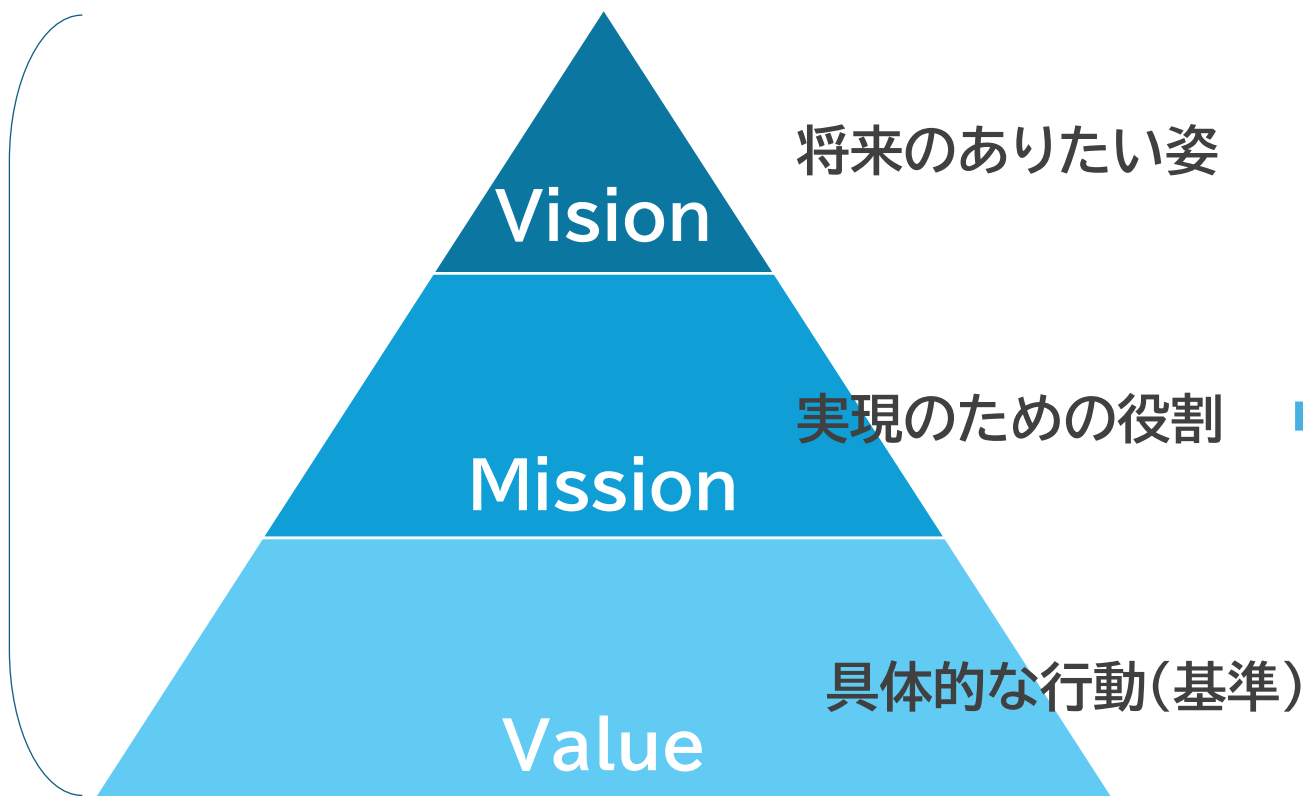 将来のありたい姿
Vision
実現のための役割
Mission
具体的な行動(基準)
Value